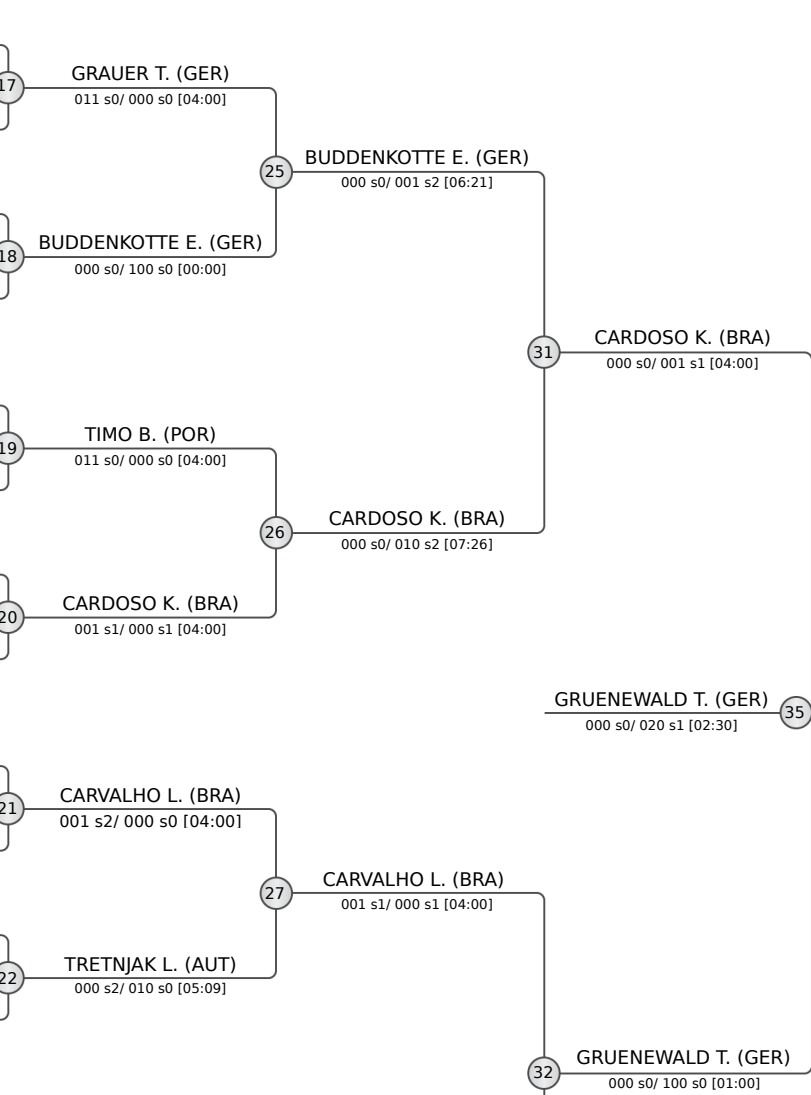 17
GRAUER T. (GER)
011 s0/ 000 s0 [04:00]
25
BUDDENKOTTE E. (GER)
000 s0/ 001 s2 [06:21]
18
BUDDENKOTTE E. (GER)
000 s0/ 100 s0 [00:00]
31
CARDOSO K. (BRA)
000 s0/ 001 s1 [04:00]
19
TIMO B. (POR)
011 s0/ 000 s0 [04:00]
26
CARDOSO K. (BRA)
000 s0/ 010 s2 [07:26]
20
CARDOSO K. (BRA)
001 s1/ 000 s1 [04:00]
GRUENEWALD T. (GER)
000 s0/ 020 s1 [02:30]
35
21
CARVALHO L. (BRA)
001 s2/ 000 s0 [04:00]
27
CARVALHO L. (BRA)
001 s1/ 000 s1 [04:00]
22
TRETNJAK L. (AUT)
000 s2/ 010 s0 [05:09]
32
GRUENEWALD T. (GER)
000 s0/ 100 s0 [01:00]